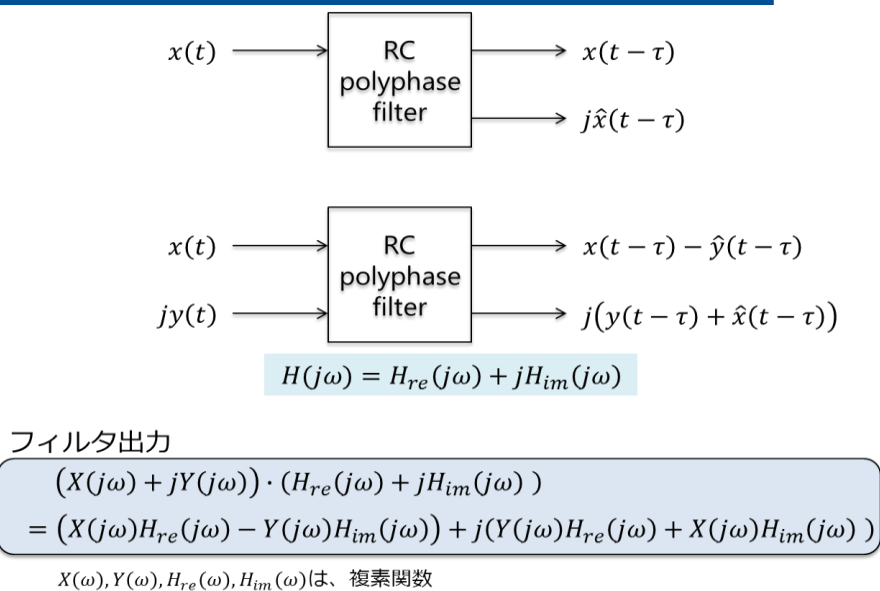 x(t)
RC
polyphase
filter
x(t − τ)
jx̂(t − τ)
x(t)
jy(t)
RC
polyphase
filter
x(t − τ) − ŷ(t − τ)
j(y(t − τ) + x̂(t − τ))
H(jω) = H_re(jω) + jH_im(jω)
フィルタ出力
(X(jω) + jY(jω)) · (H_re(jω) + jH_im(jω) )
= (X(jω)H_re(jω) − Y(jω)H_im(jω)) + j(Y(jω)H_re(jω) + X(jω)H_im(jω) )
X(ω), Y(ω), H_re(ω), H_im(ω)は、複素関数